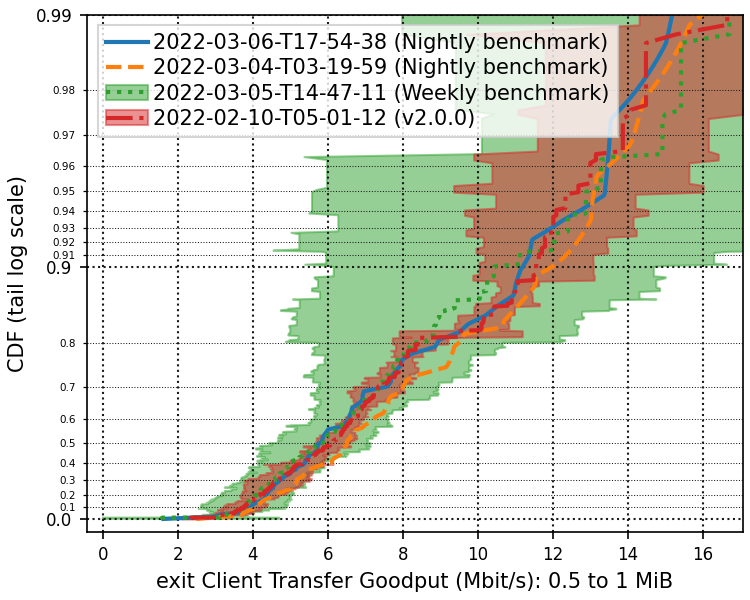 0.99
2022-03-06-T17-54-38 (Nightly benchmark)
2022-03-04-T03-19-59 (Nightly benchmark)
2022-03-05-T14-47-11 (Weekly benchmark)
2022-02-10-T05-01-12 (v2.0.0)
0.98
0.97
0.96
0.95
0.94
0.93
0.92
0.91
0.9
0.8
0.7
0.6
0.5
0.4
0.3
0.2
0.1
0.0
CDF (tail log scale)
0 2 4 6 8 10 12 14 16
exit Client Transfer Goodput (Mbit/s): 0.5 to 1 MiB